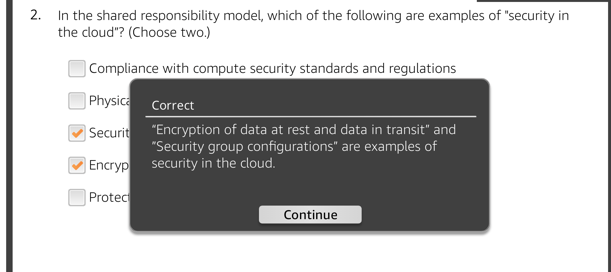 2. In the shared responsibility model, which of the following are examples of "security in
the cloud"? (Choose two.)
Compliance with compute security standards and regulations
Physica
Securit
Encryp
Protect
Correct
"Encryption of data at rest and data in transit" and
"Security group configurations" are examples of
security in the cloud.
Continue